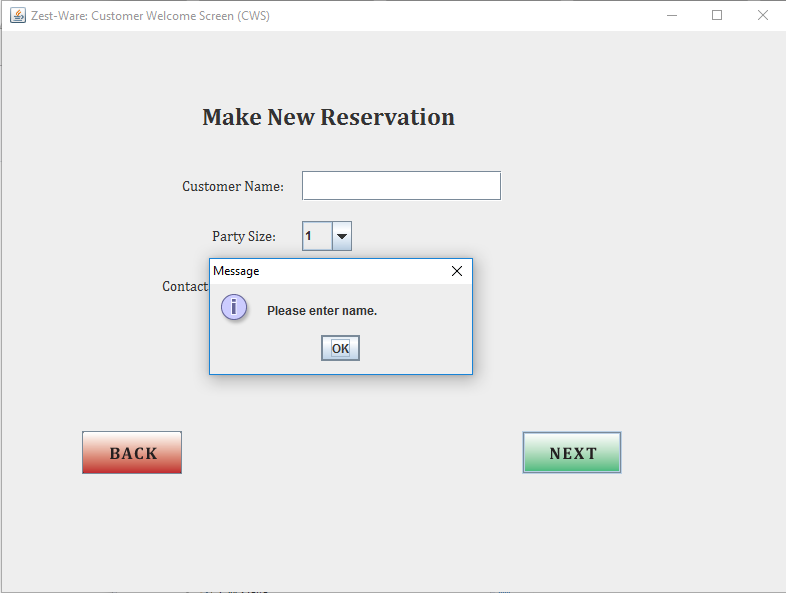 Zest-Ware: Customer Welcome Screen (CWS)
Make New Reservation
Customer Name:
Party Size: 1
Message
Contact
i Please enter name.
OK
BACK NEXT